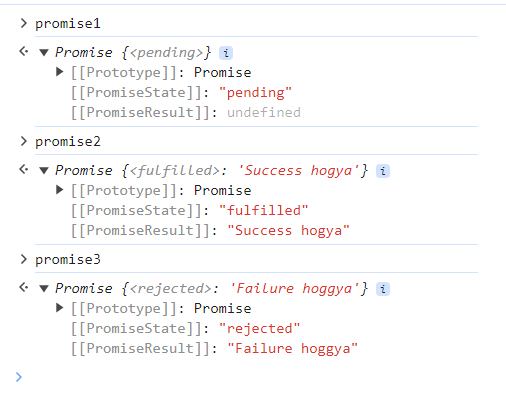 promise1
Promise {<pending>} i
[[Prototype]]: Promise
[[PromiseState]]: "pending"
[[PromiseResult]]: undefined
promise2
Promise {<fulfilled>: 'Success hogya'} i
[[Prototype]]: Promise
[[PromiseState]]: "fulfilled"
[[PromiseResult]]: "Success hogya"
promise3
Promise {<rejected>: 'Failure hoggya'} i
[[Prototype]]: Promise
[[PromiseState]]: "rejected"
[[PromiseResult]]: "Failure hoggya"